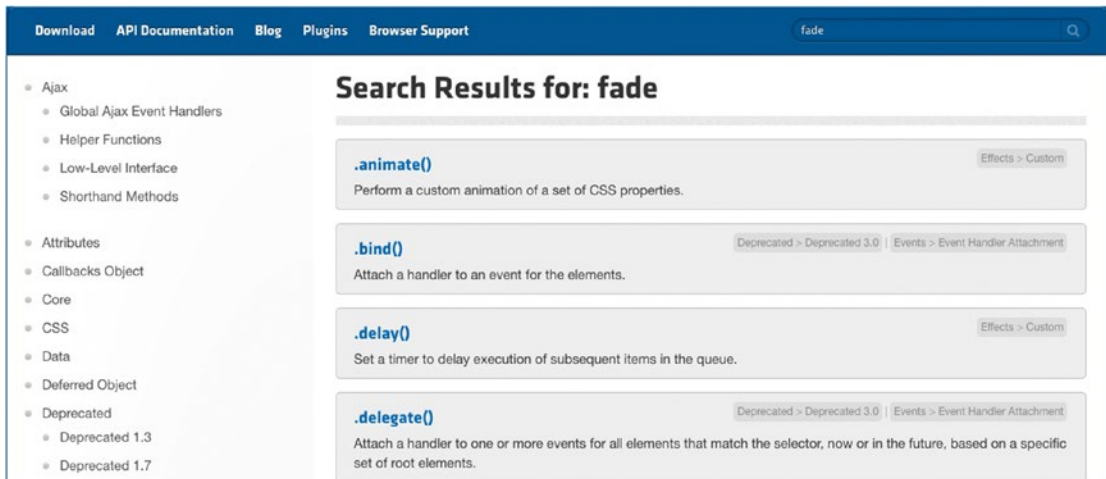 Download API Documentation Blog Plugins Browser Support fade
Ajax
Global Ajax Event Handlers
Helper Functions
Low-Level Interface
Shorthand Methods
Attributes
Callbacks Object
Core
CSS
Data
Deferred Object
Deprecated
Deprecated 1.3
Deprecated 1.7
Search Results for: fade
.animate() Effects > Custom
Perform a custom animation of a set of CSS properties.
.bind() Deprecated > Deprecated 3.0 | Events > Event Handler Attachment
Attach a handler to an event for the elements.
.delay() Effects > Custom
Set a timer to delay execution of subsequent items in the queue.
.delegate() Deprecated > Deprecated 3.0 | Events > Event Handler Attachment
Attach a handler to one or more events for all elements that match the selector, now or in the future, based on a specific
set of root elements.